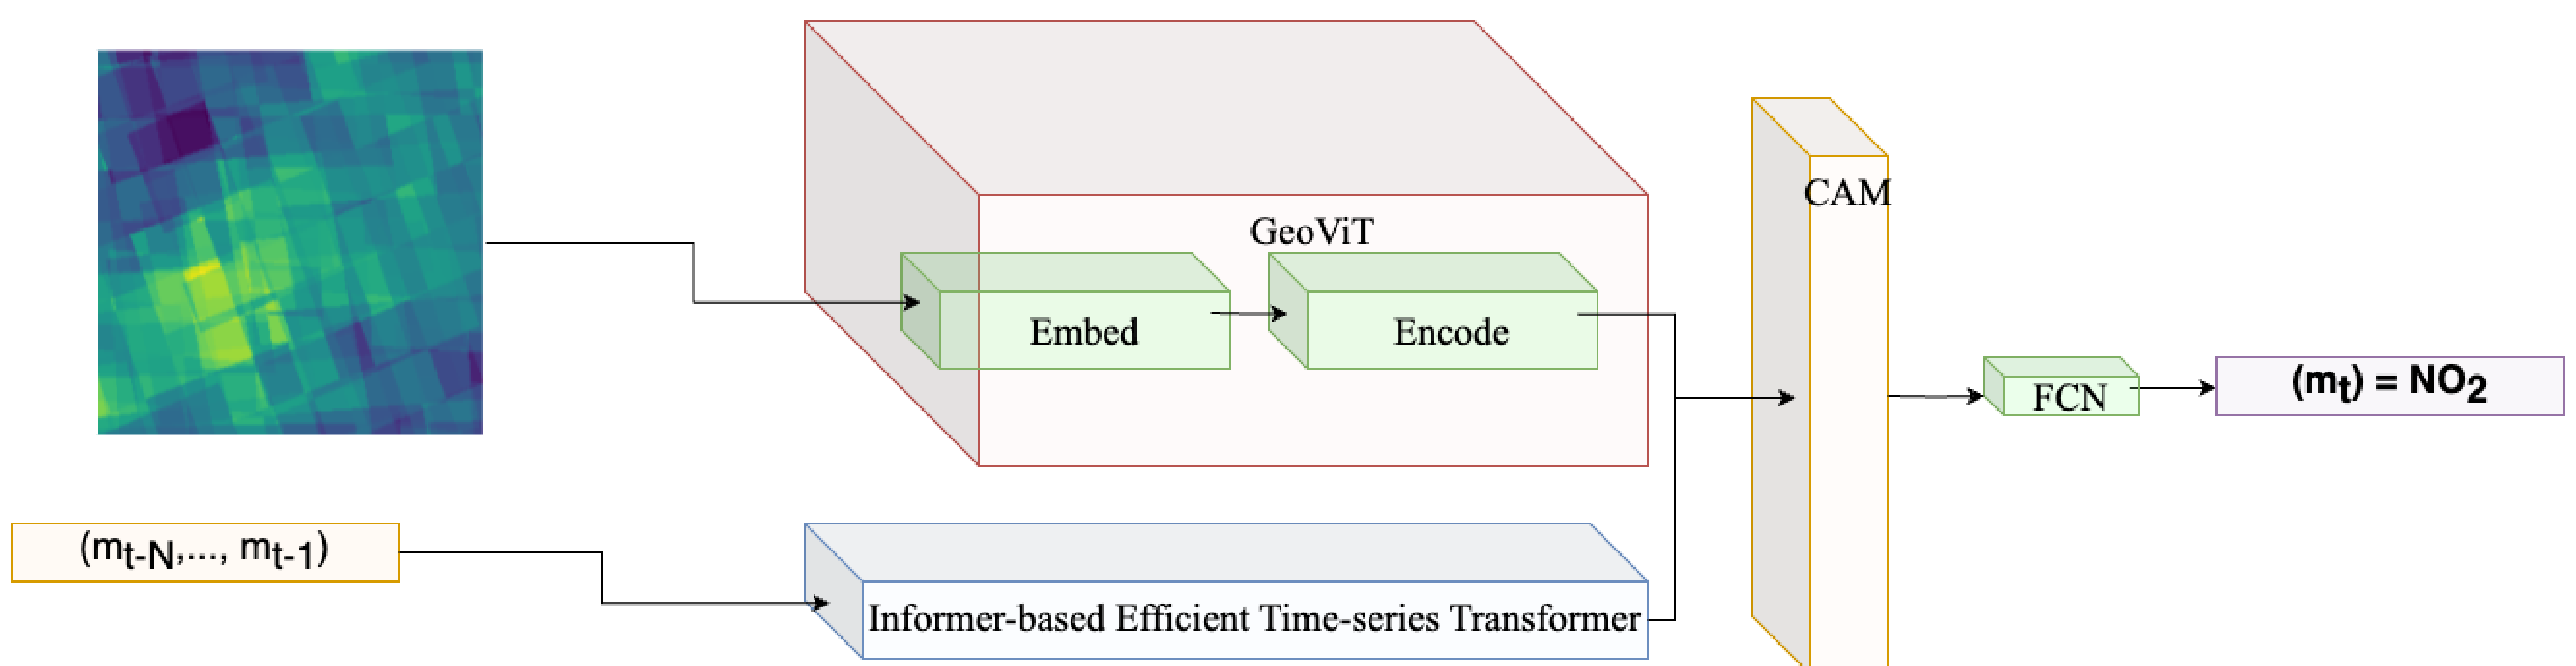 GeoViT
Embed
Encode
CAM
FCN
(mt) = NO2
(mt-N,..., mt-1)
Informer-based Efficient Time-series Transformer